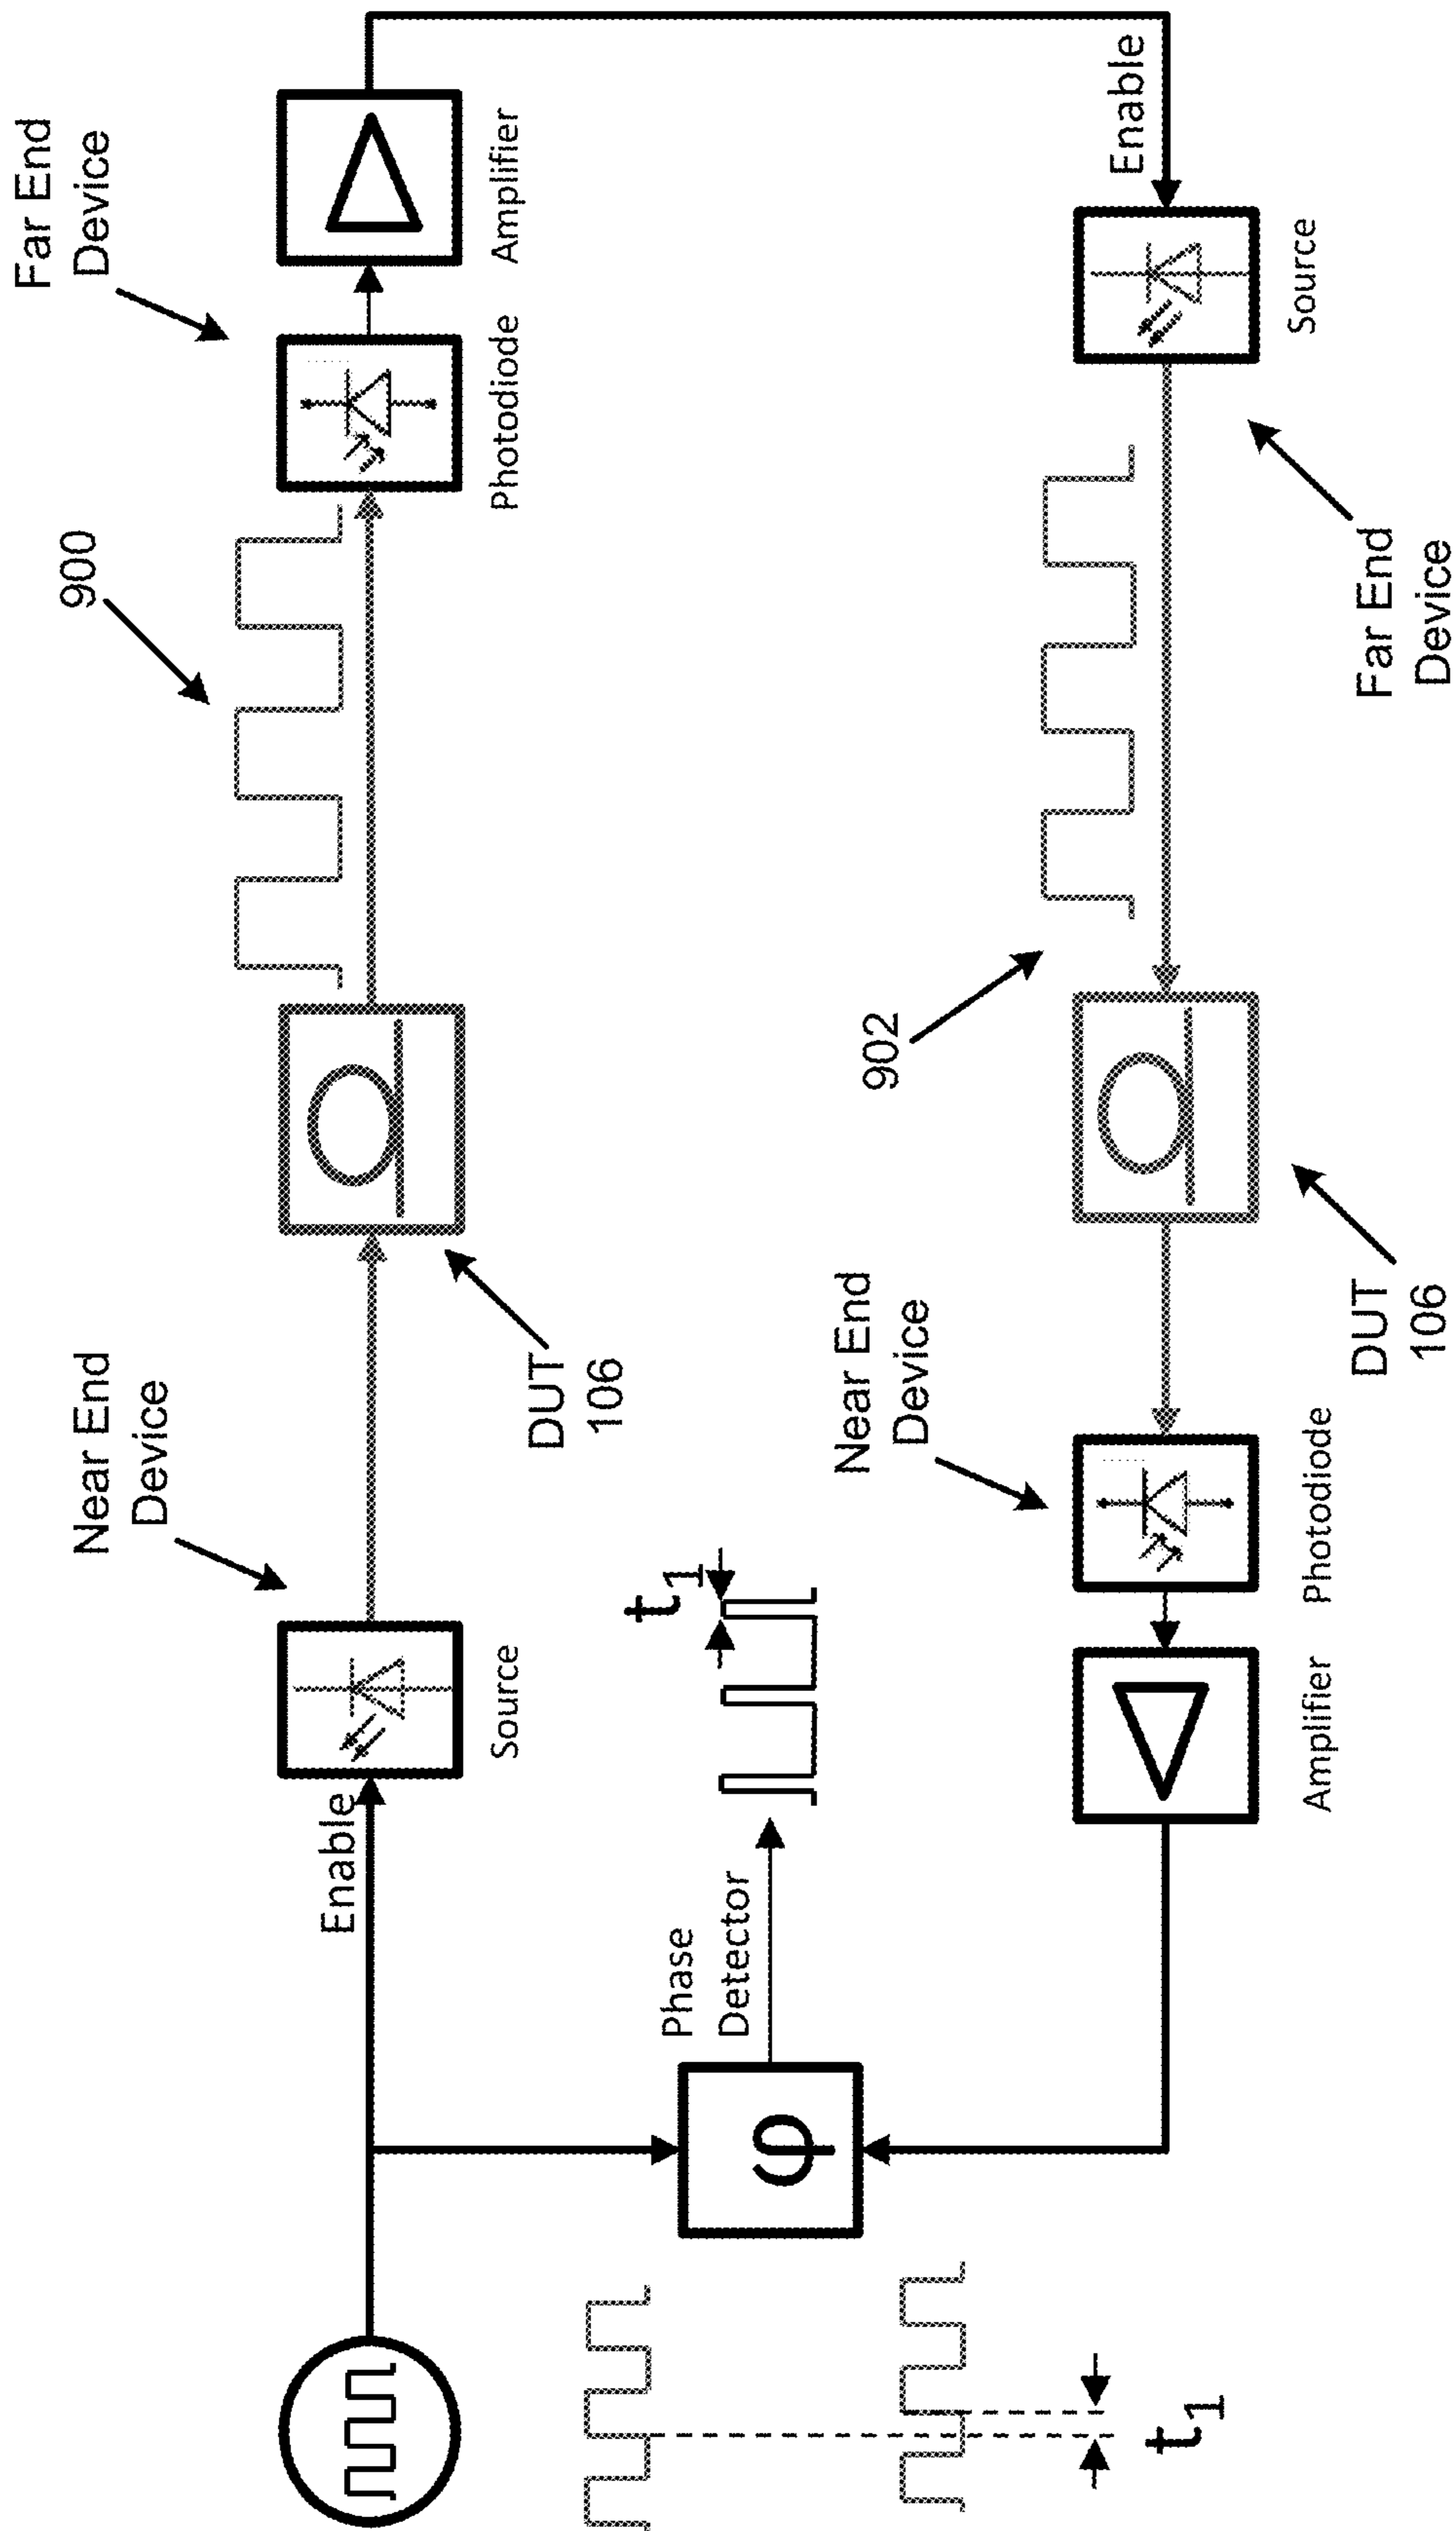 Near End
Device
900
Far End
Device
Enable
Source
DUT
106
Photodiode
Amplifier
Phase
Detector
φ
t1
t1
Near End
Device
902
Enable
Amplifier
Photodiode
DUT
106
Far End
Device
Source